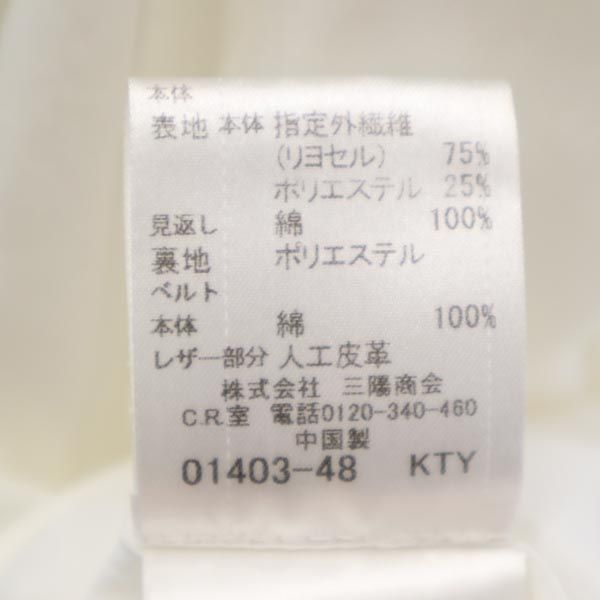 本体
表地 本体 指定外繊維
(リヨセル) 75%
ポリエステル 25%
見返し 綿 100%
裏地 ポリエステル
ベルト
本体 綿 100%
レザー部分 人工皮革
株式会社 三陽商会
C.R.室 電話0120-340-460
中国製
01403-48 KTY